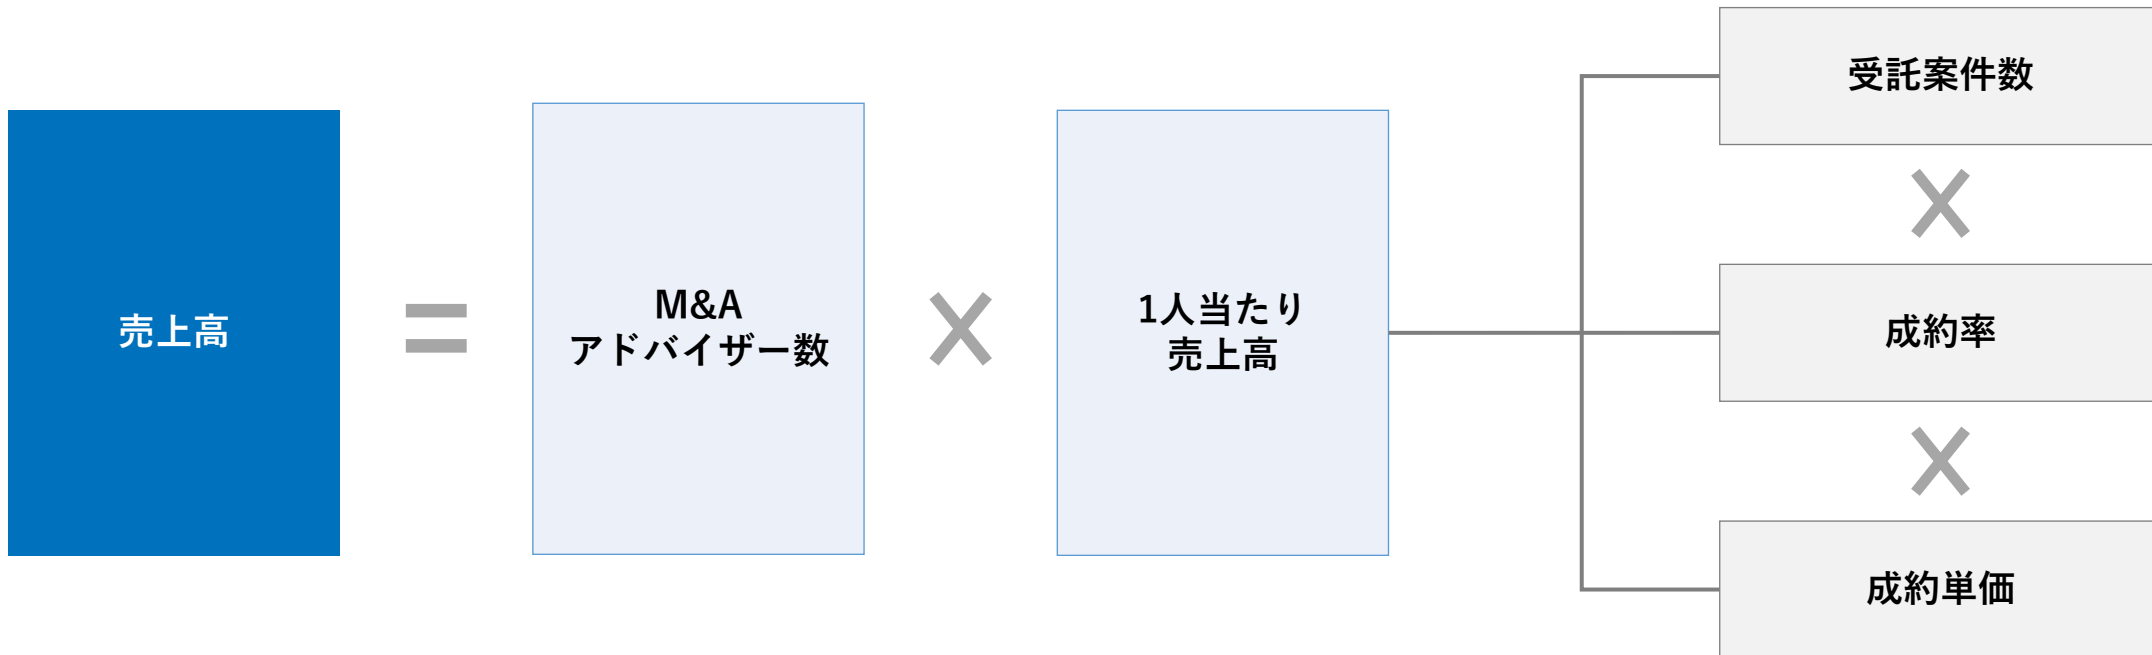 売上高
=
M&A
アドバイザー数
×
1人当たり
売上高
受託案件数
×
成約率
×
成約単価